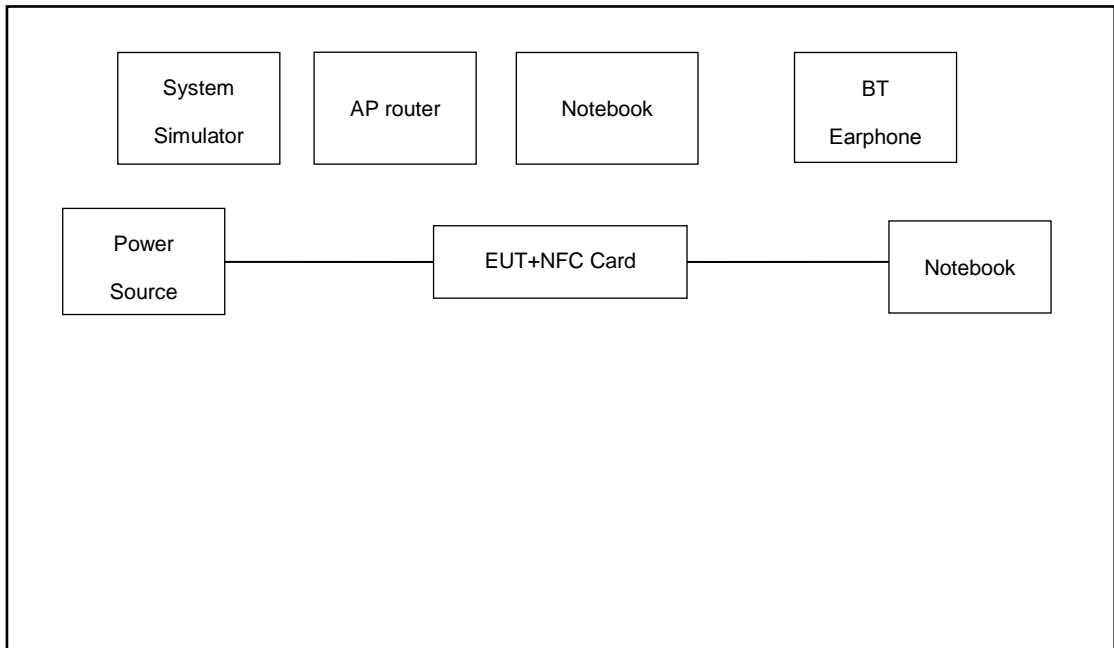 System
Simulator
AP router
Notebook
BT
Earphone
Power
Source
EUT+NFC Card
Notebook